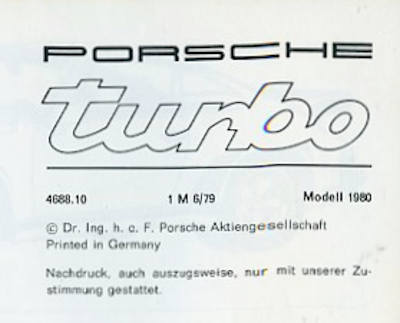 PORSCHE
turbo
4688.10 1 M 6/79 Modell 1980
© Dr. Ing. h. c. F. Porsche Aktiengesellschaft
Printed in Germany
Nachdruck, auch auszugsweise, nur mit unserer Zu-
stimmung gestattet.